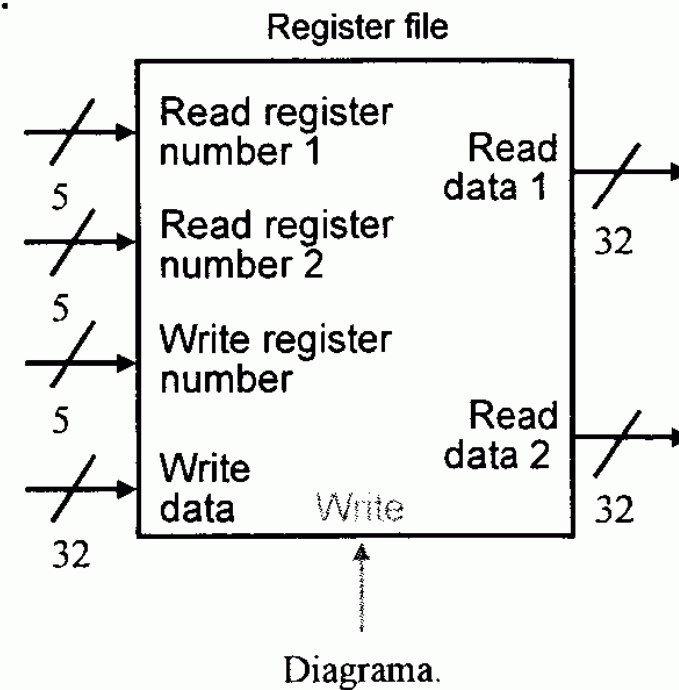 Register file
Read register
number 1
5
Read register
number 2
5
Write register
number
5
Write
data
32
Write
Read
data 1
32
Read
data 2
32
Diagrama.